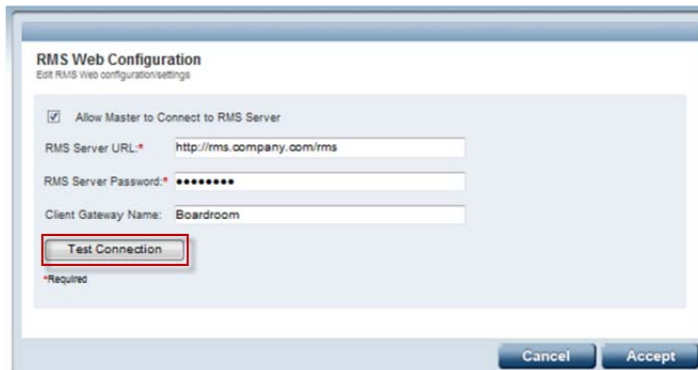 RMS Web Configuration
Edit RMS Web configuration/settings
Allow Master to Connect to RMS Server
RMS Server URL:* http://rms.company.com/rms
RMS Server Password:* ••••••••
Client Gateway Name: Boardroom
Test Connection
*Required
Cancel Accept